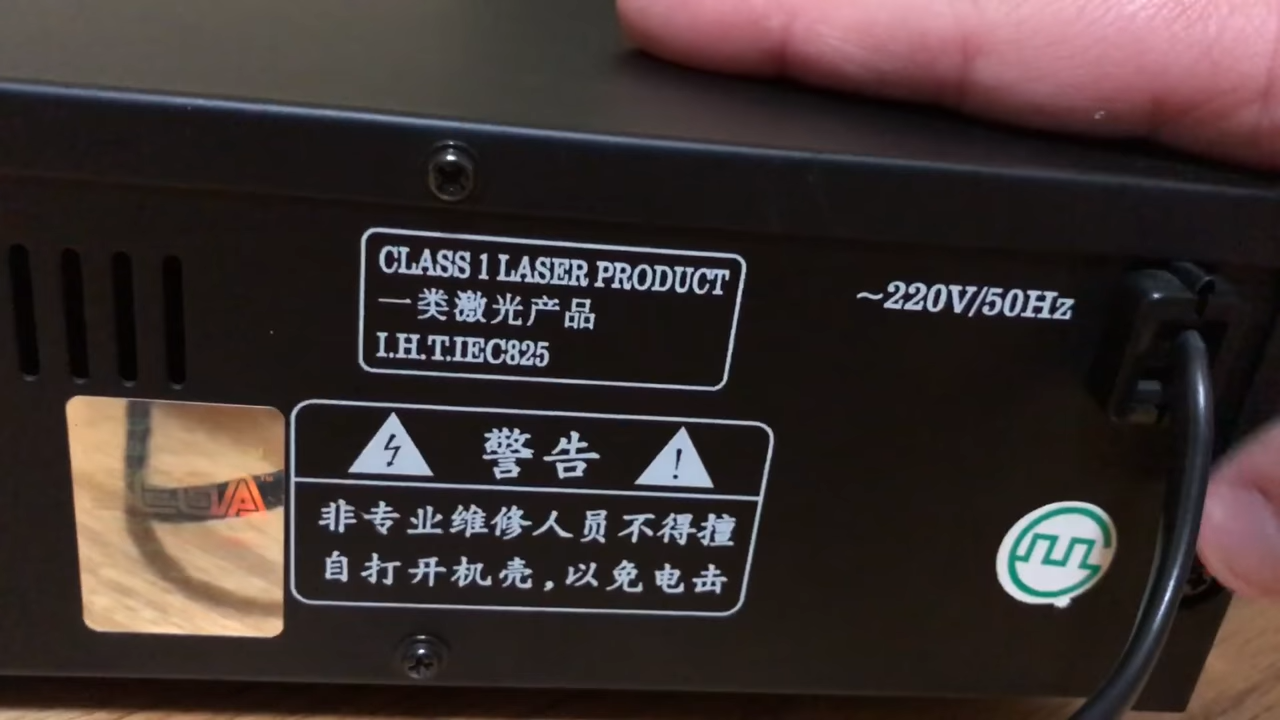 CLASS 1 LASER PRODUCT
一类激光产品
I.H.T.IEC825
~220V/50Hz
警告
非专业维修人员不得擅
自打开机壳,以免电击